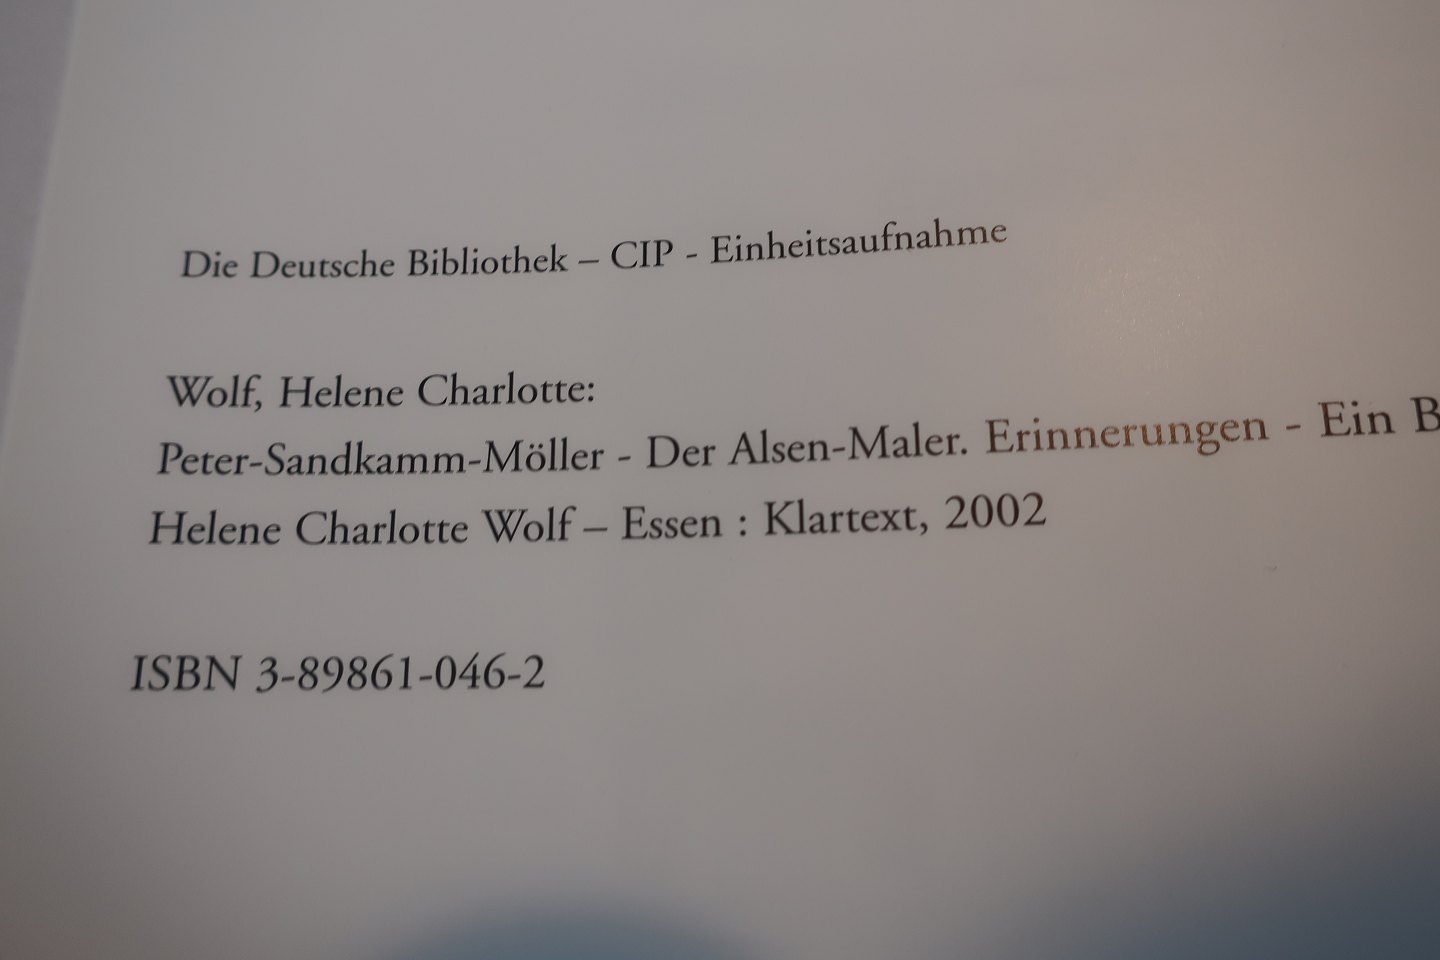 Die Deutsche Bibliothek – CIP - Einheitsaufnahme
Wolf, Helene Charlotte:
Peter-Sandkamm-Möller - Der Alsen-Maler. Erinnerungen - Ein
Helene Charlotte Wolf – Essen : Klartext, 2002
ISBN 3-89861-046-2